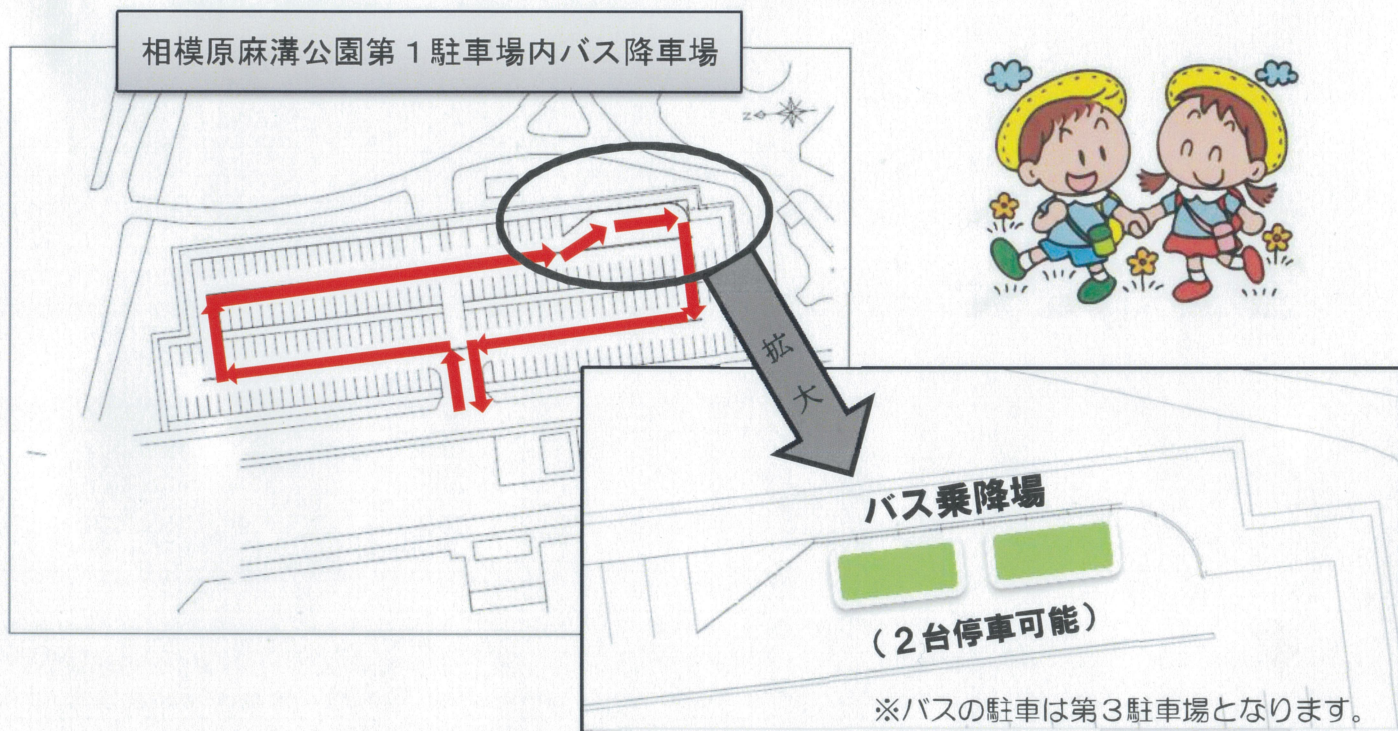 相模原麻溝公園第1駐車場内バス降車場
Z
拡大
バス乗降場
(2台停車可能)
※バスの駐車は第3駐車場となります。